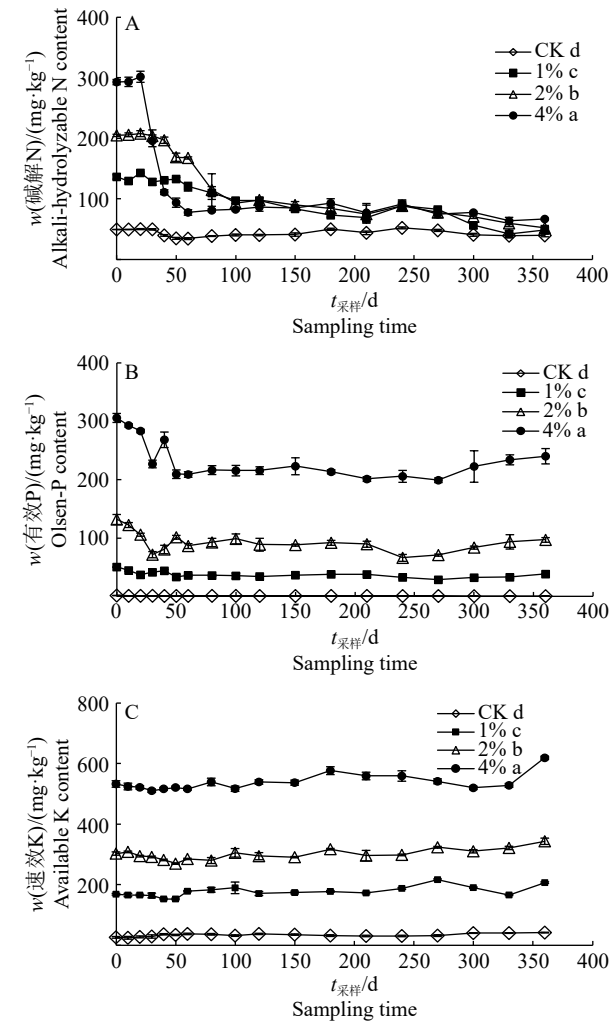 A
400
300
200
100
0
50
100
150
200
250
300
350
400
CK d
1% c
2% b
4% a
w(碱解N)/(mg·kg⁻¹)
Alkali-hydrolyzable N content
t采样/d
Sampling time
B
400
300
200
100
0
50
100
150
200
250
300
350
400
CK d
1% c
2% b
4% a
w(有效P)/(mg·kg⁻¹)
Olsen-P content
t采样/d
Sampling time
C
800
600
400
200
0
50
100
150
200
250
300
350
400
CK d
1% c
2% b
4% a
w(速效K)/(mg·kg⁻¹)
Available K content
t采样/d
Sampling time